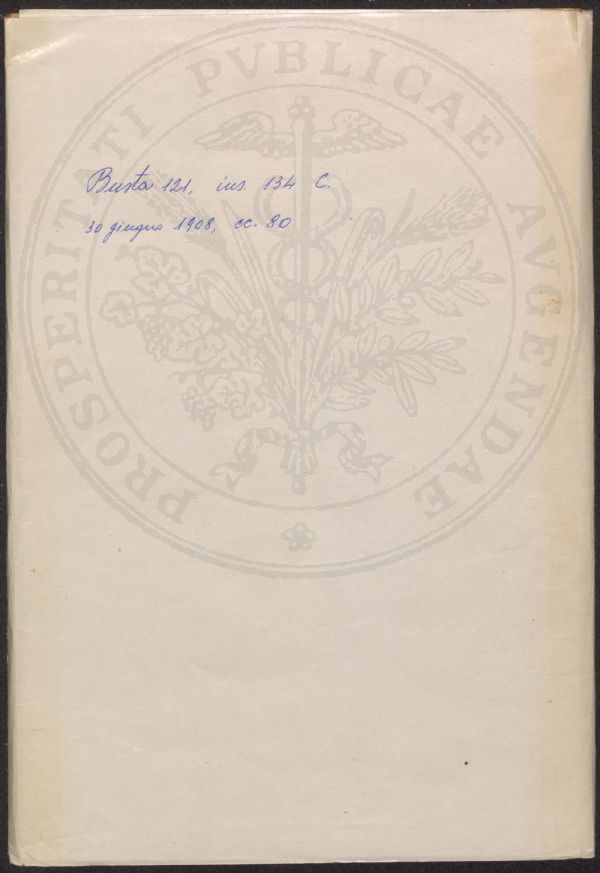 Busta 121, ins. 134 C.
30 giugno 1908, cc. 80
PROSPERITATI PVBLICAE AVGENDAE